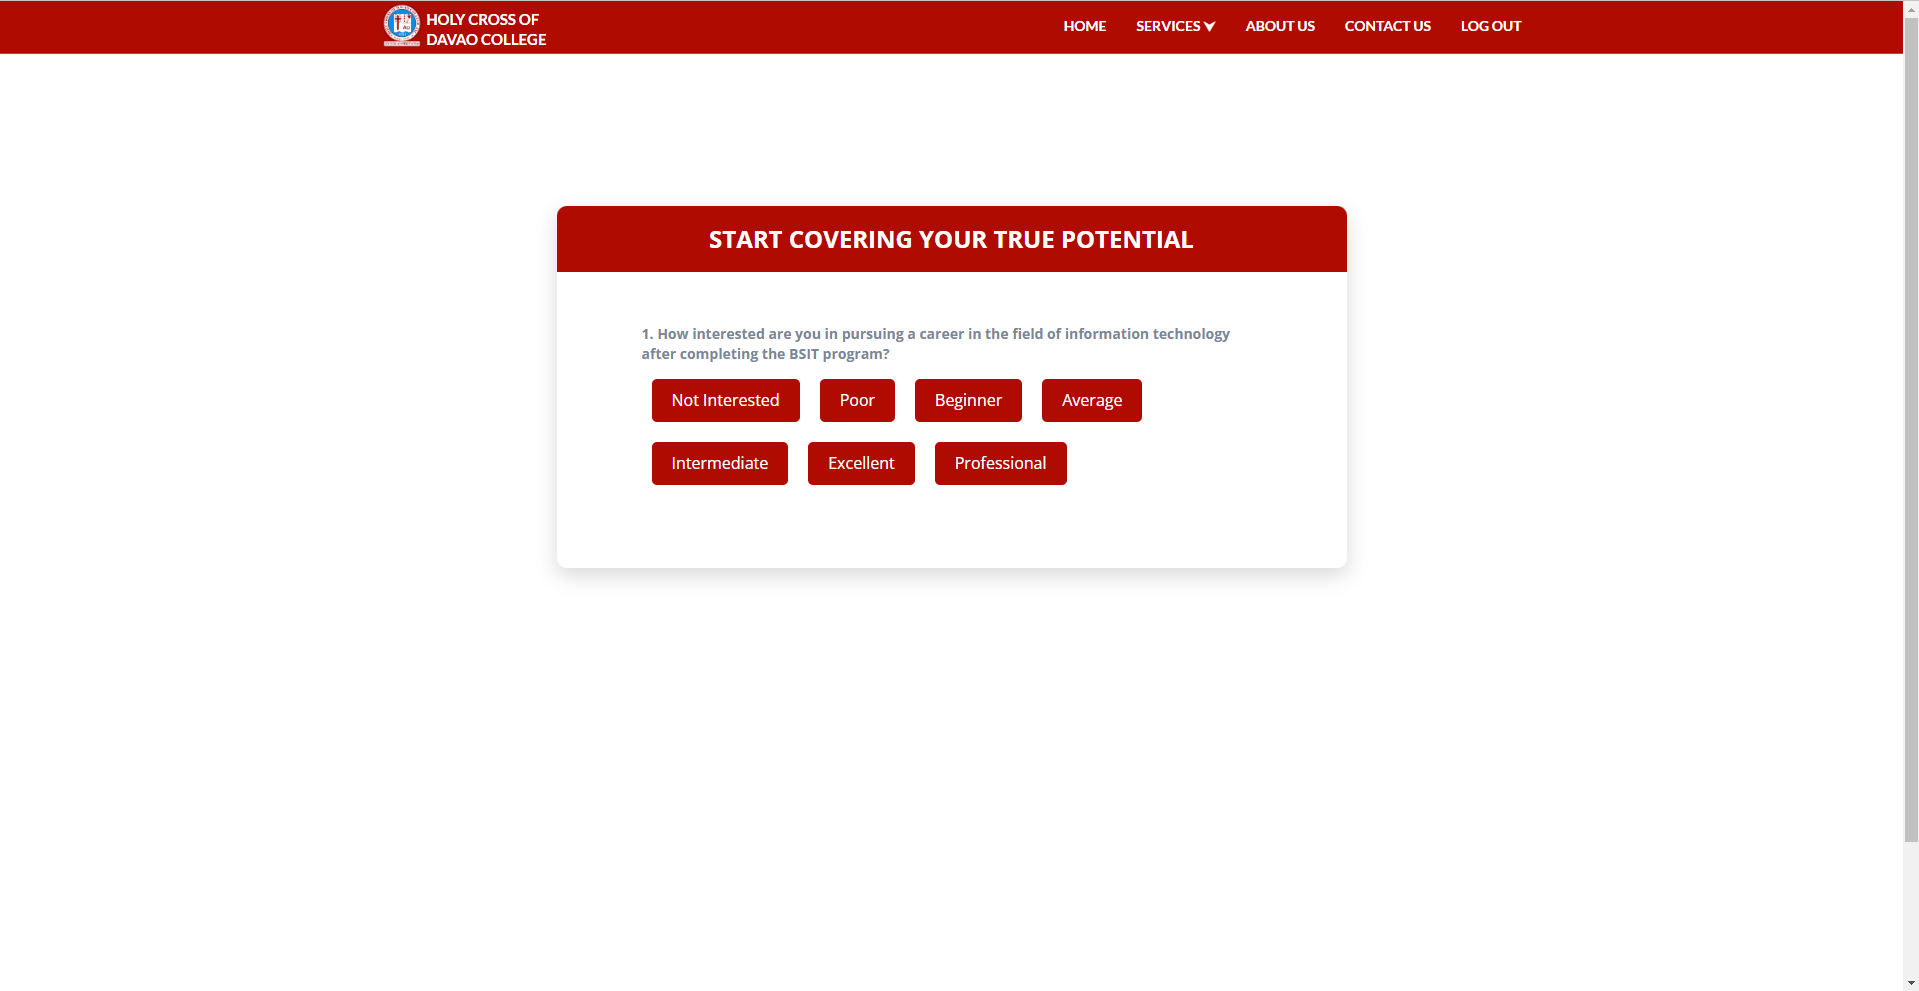 HOLY CROSS OF
DAVAO COLLEGE
HOME SERVICES ABOUT US CONTACT US LOG OUT
START COVERING YOUR TRUE POTENTIAL
1. How interested are you in pursuing a career in the field of information technology
after completing the BSIT program?
Not Interested Poor Beginner Average
Intermediate Excellent Professional